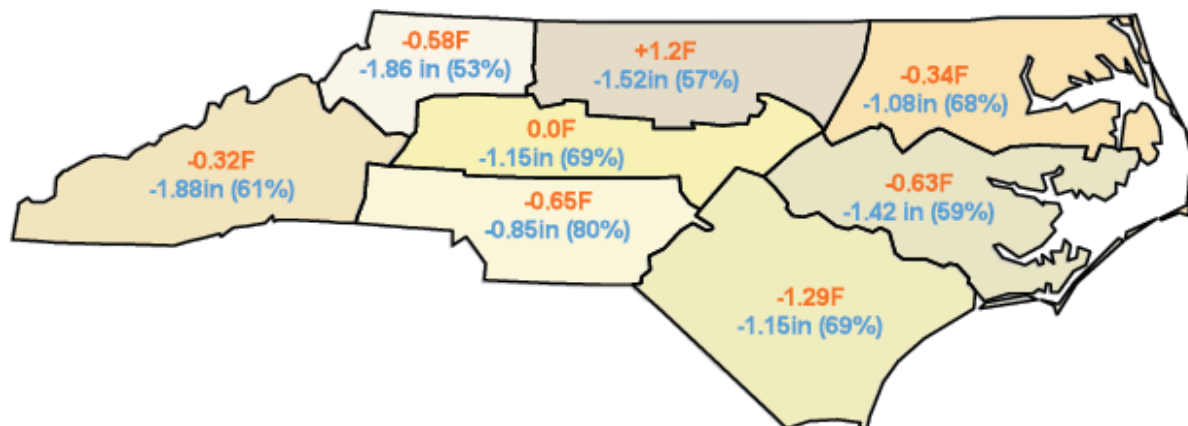 -0.58F
-1.86 in (53%)
+1.2F
-1.52in (57%)
-0.34F
-1.08in (68%)
0.0F
-1.15in (69%)
-0.32F
-1.88in (61%)
-0.65F
-0.85in (80%)
-0.63F
-1.42 in (59%)
-1.29F
-1.15in (69%)